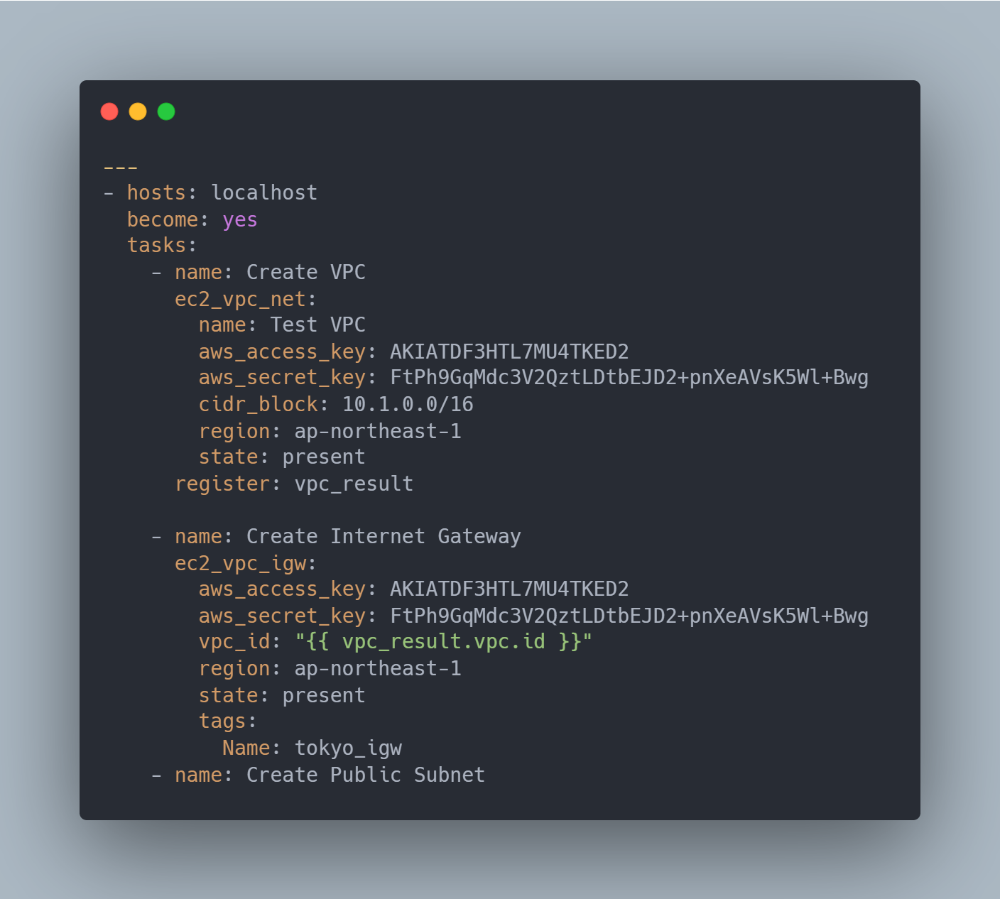 ---
- hosts: localhost
  become: yes
  tasks:
    - name: Create VPC
      ec2_vpc_net:
        name: Test VPC
        aws_access_key: AKIATDF3HTL7MU4TKED2
        aws_secret_key: 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
        cidr_block: 10.1.0.0/16
        region: ap-northeast-1
        state: present
      register: vpc_result

    - name: Create Internet Gateway
      ec2_vpc_igw:
        aws_access_key: AKIATDF3HTL7MU4TKED2
        aws_secret_key: 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
        vpc_id: "{{ vpc_result.vpc.id }}"
        region: ap-northeast-1
        state: present
        tags:
          Name: tokyo_igw
    - name: Create Public Subnet